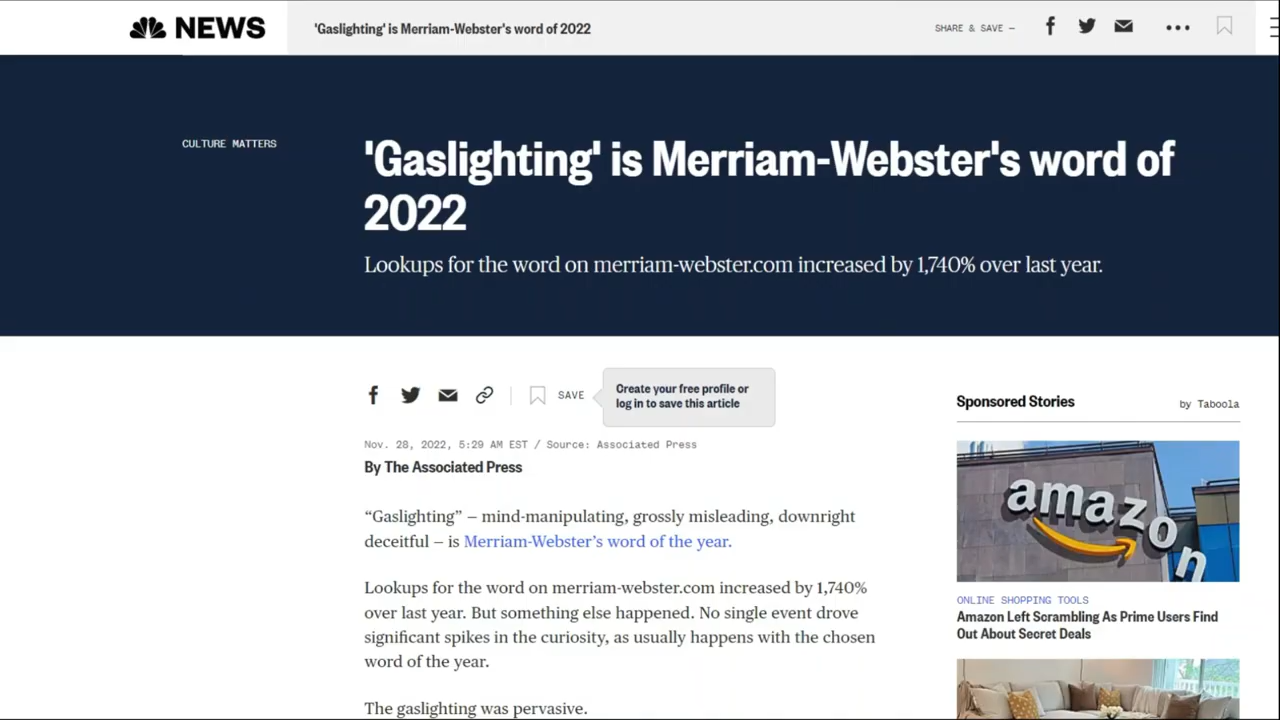 NEWS
'Gaslighting' is Merriam-Webster's word of 2022
SHARE & SAVE —
CULTURE MATTERS
'Gaslighting' is Merriam-Webster's word of
2022
Lookups for the word on merriam-webster.com increased by 1,740% over last year.
SAVE
Create your free profile or
log in to save this article
Nov. 28, 2022, 5:29 AM EST / Source: Associated Press
By The Associated Press
“Gaslighting” — mind-manipulating, grossly misleading, downright
deceitful — is Merriam-Webster’s word of the year.
Lookups for the word on merriam-webster.com increased by 1,740%
over last year. But something else happened. No single event drove
significant spikes in the curiosity, as usually happens with the chosen
word of the year.
The gaslighting was pervasive.
Sponsored Stories
by Taboola
amazon
ONLINE SHOPPING TOOLS
Amazon Left Scrambling As Prime Users Find
Out About Secret Deals